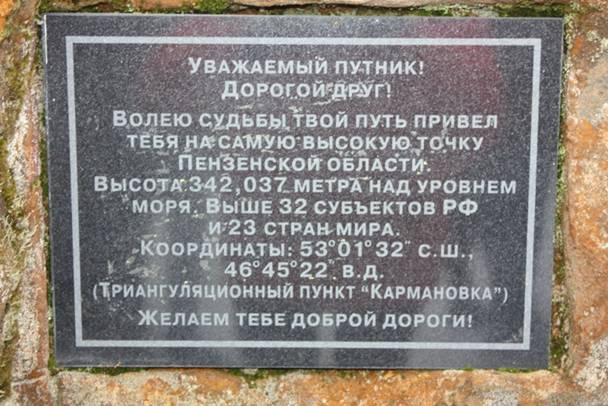 Уважаемый путник!
Дорогой друг!
Волею судьбы твой путь привел
тебя на самую высокую точку
Пензенской области.
Высота 342,037 метра над уровнем
моря. Выше 32 субъектов РФ
и 23 стран мира.
Координаты: 53°01°32" с.ш.,
46°45°22" в.д.
(Триангуляционный пункт "Кармановка")
Желаем тебе доброй дороги!